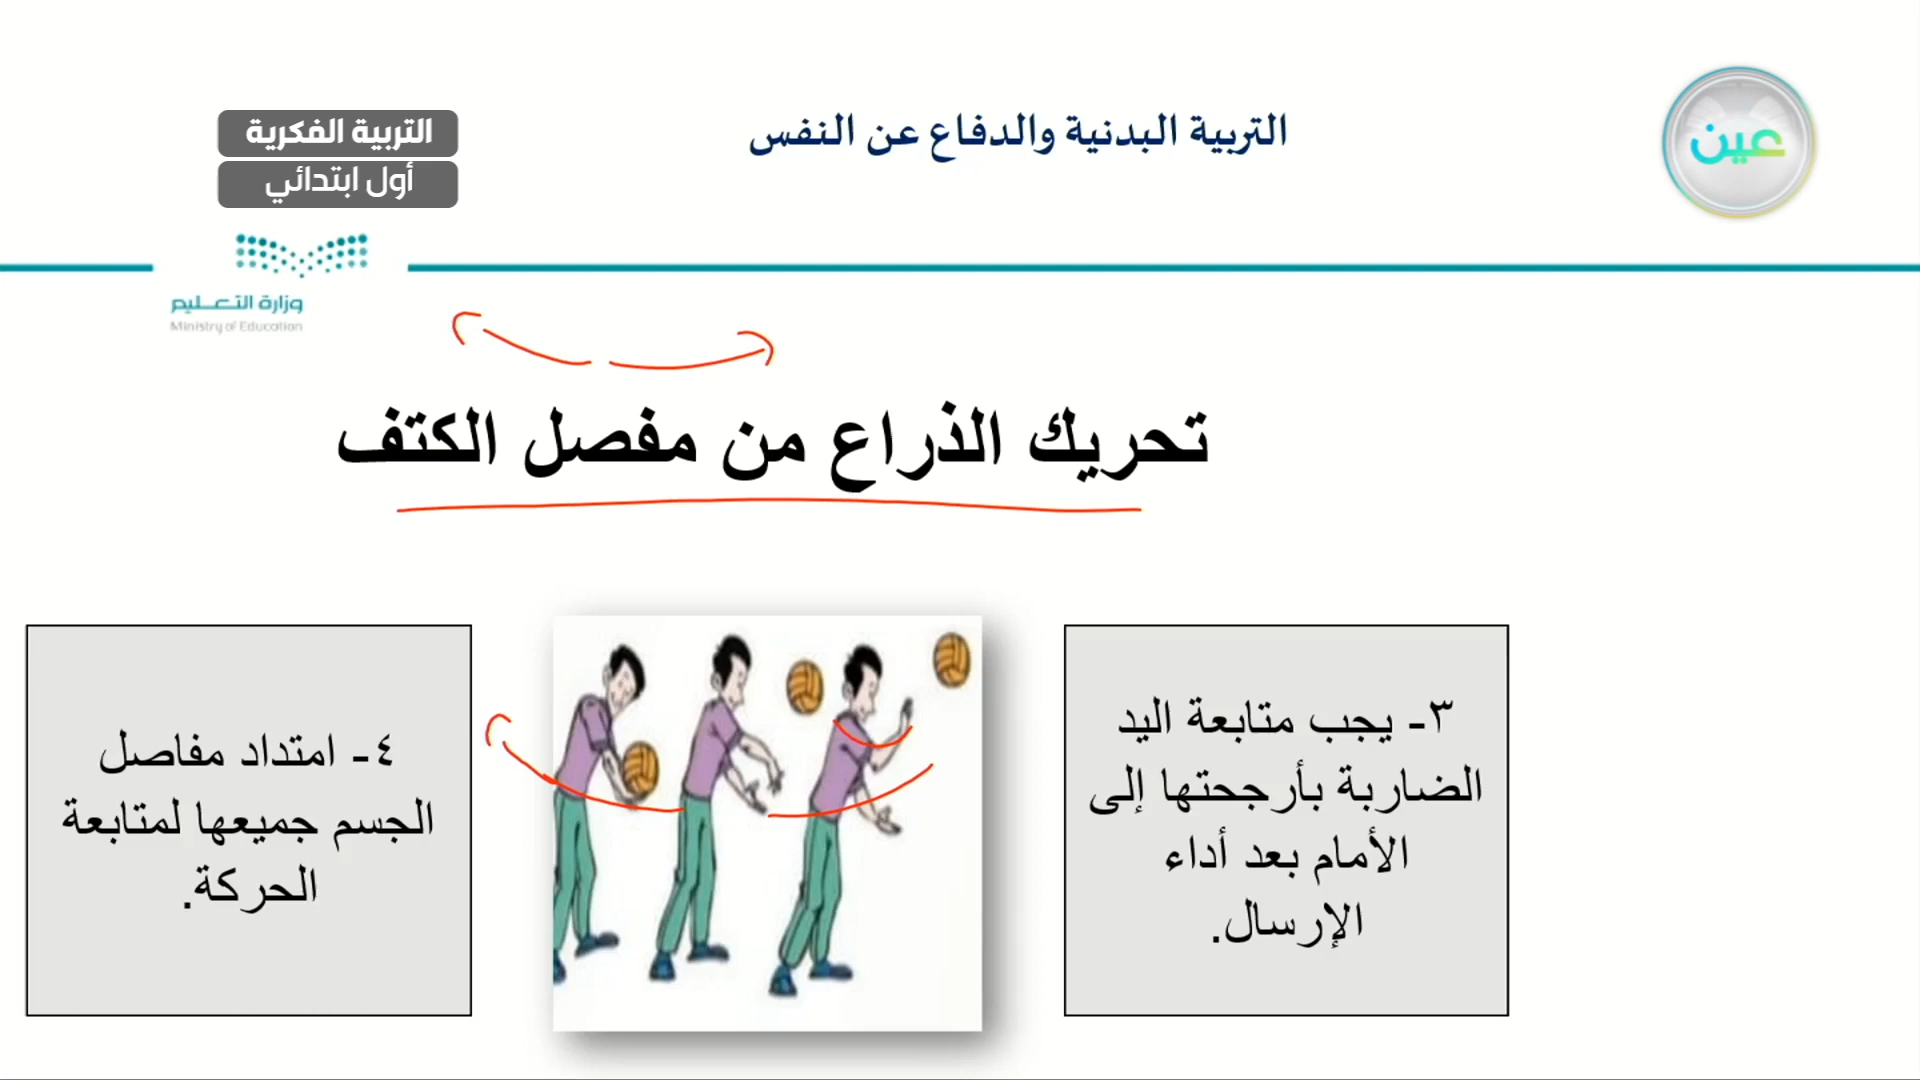 عين
التربية البدنية والدفاع عن النفس
التربية الفكرية
أول ابتدائي
وزارة التعليم
Ministry of Education
تحريك الذراع من مفصل الكتف
٣- يجب متابعة اليد
الضاربة بأرجحتها إلى
الأمام بعد أداء
الإرسال.
٤- امتداد مفاصل
الجسم جميعها لمتابعة
الحركة.